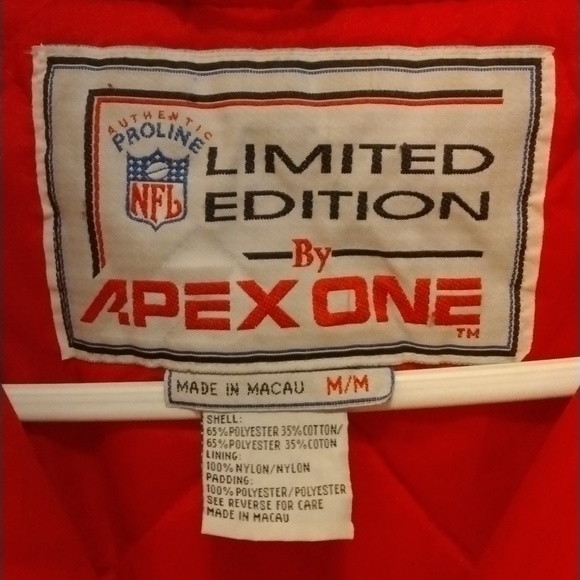 AUTHENTIC
PROLINE
NFL
LIMITED
EDITION
By
APEX ONE
TM
MADE IN MACAU M/M
SHELL:
65%POLYESTER 35%COTTON/
65%POLYESTER 35%COTON
LINING:
100%NYLON/NYLON
PADDING:
100%POLYESTER/POLYESTER
SEE REVERSE FOR CARE
MADE IN MACAU